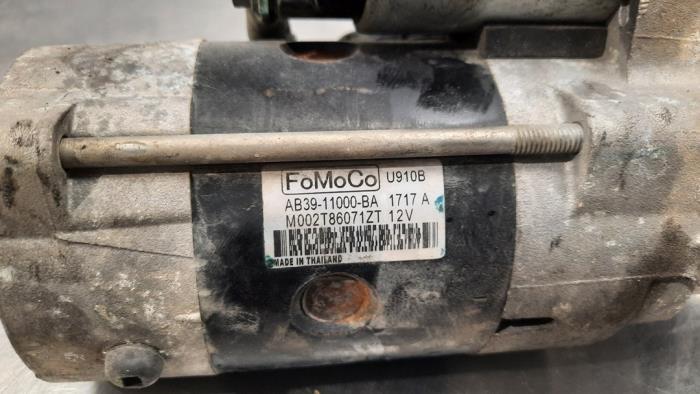 FoMoCo U910B
AB39-11000-BA 1717 A
M002T86071ZT 12V
MADE IN THAILAND